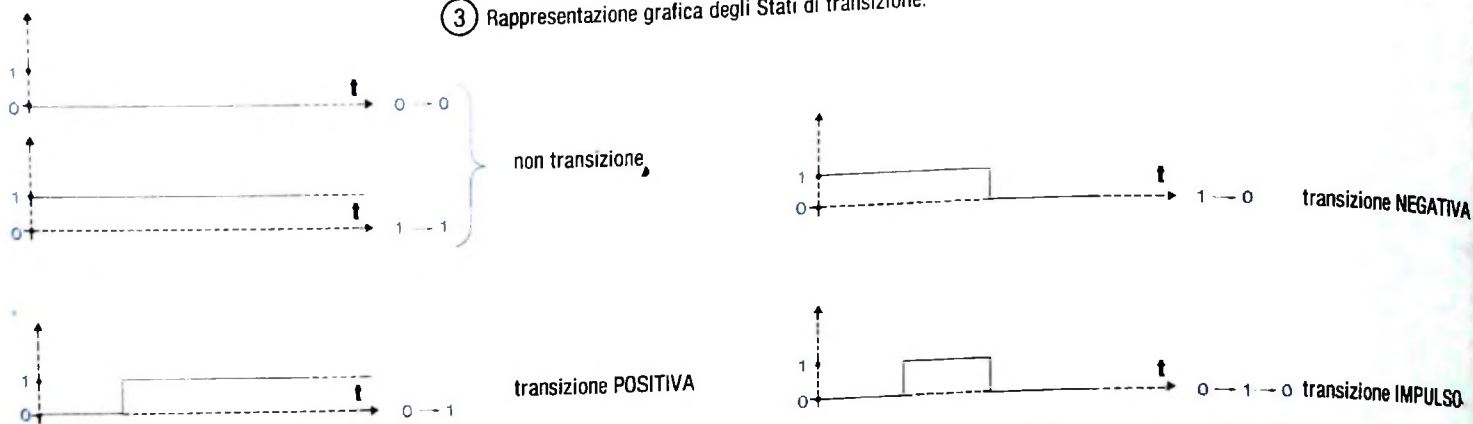 3 Rappresentazione grafica degli Stati di transizione.
1
0
t
0 → 0
1
0
t
1 → 1
non transizione
1
0
t
1 → 0
transizione NEGATIVA
1
0
t
0 → 1
transizione POSITIVA
1
0
t
0 → 1 → 0 transizione IMPULSO